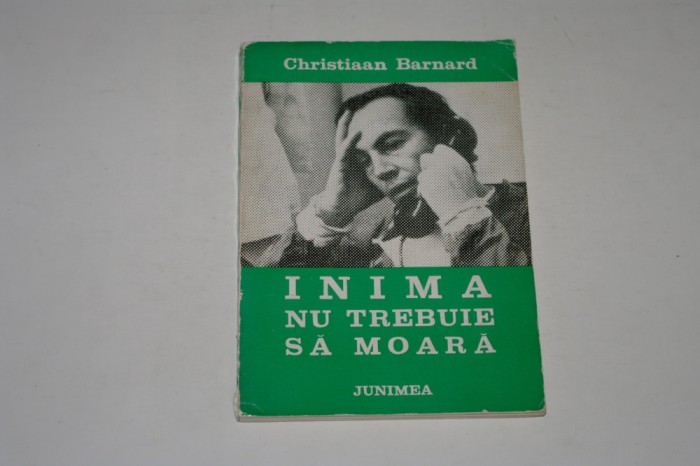 Christiaan Barnard
INIMA
NU TREBUIE
SĂ MOARĂ
JUNIMEA